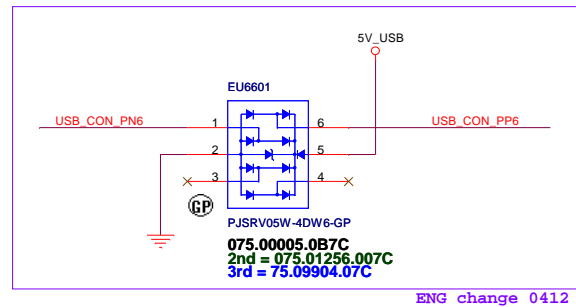 5V_USB
EU6601
USB_CON_PN6
1
6
USB_CON_PP6
2
5
3
4
GP
PJSRV05W-4DW6-GP
075.00005.0B7C
2nd = 075.01256.007C
3rd = 75.09904.07C
ENG change 0412